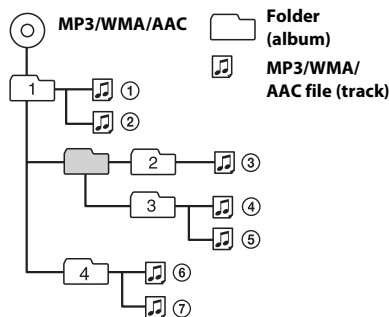 MP3/WMA/AAC
Folder
(album)
MP3/WMA/
AAC file (track)
1
①
②
2
③
3
④
⑤
4
⑥
⑦